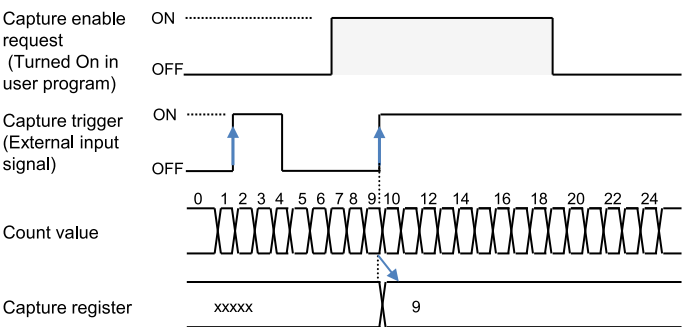 Capture enable
request
(Turned On in
user program)
ON
OFF
Capture trigger
(External input
signal)
ON
OFF
0 1 2 3 4 5 6 7 8 9 10 12 14 16 18 20 22 24
Count value
Capture register
xxxxx 9